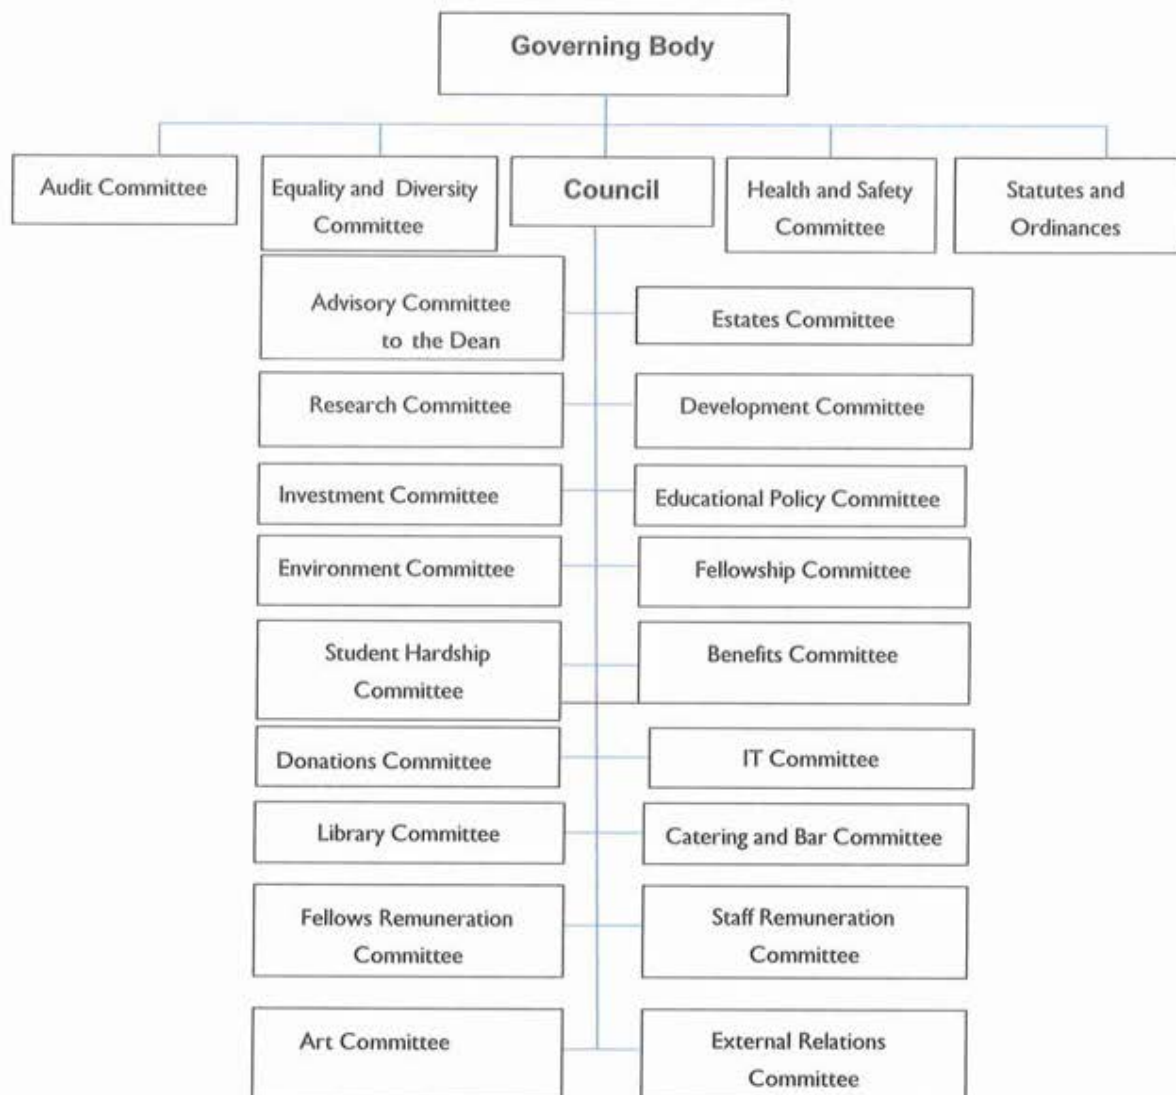 Governing Body
Audit Committee
Equality and Diversity
Committee
Council
Health and Safety
Committee
Statutes and
Ordinances
Advisory Committee
to the Dean
Estates Committee
Research Committee
Development Committee
Investment Committee
Educational Policy Committee
Environment Committee
Fellowship Committee
Student Hardship
Committee
Benefits Committee
Donations Committee
IT Committee
Library Committee
Catering and Bar Committee
Fellows Remuneration
Committee
Staff Remuneration
Committee
Art Committee
External Relations
Committee